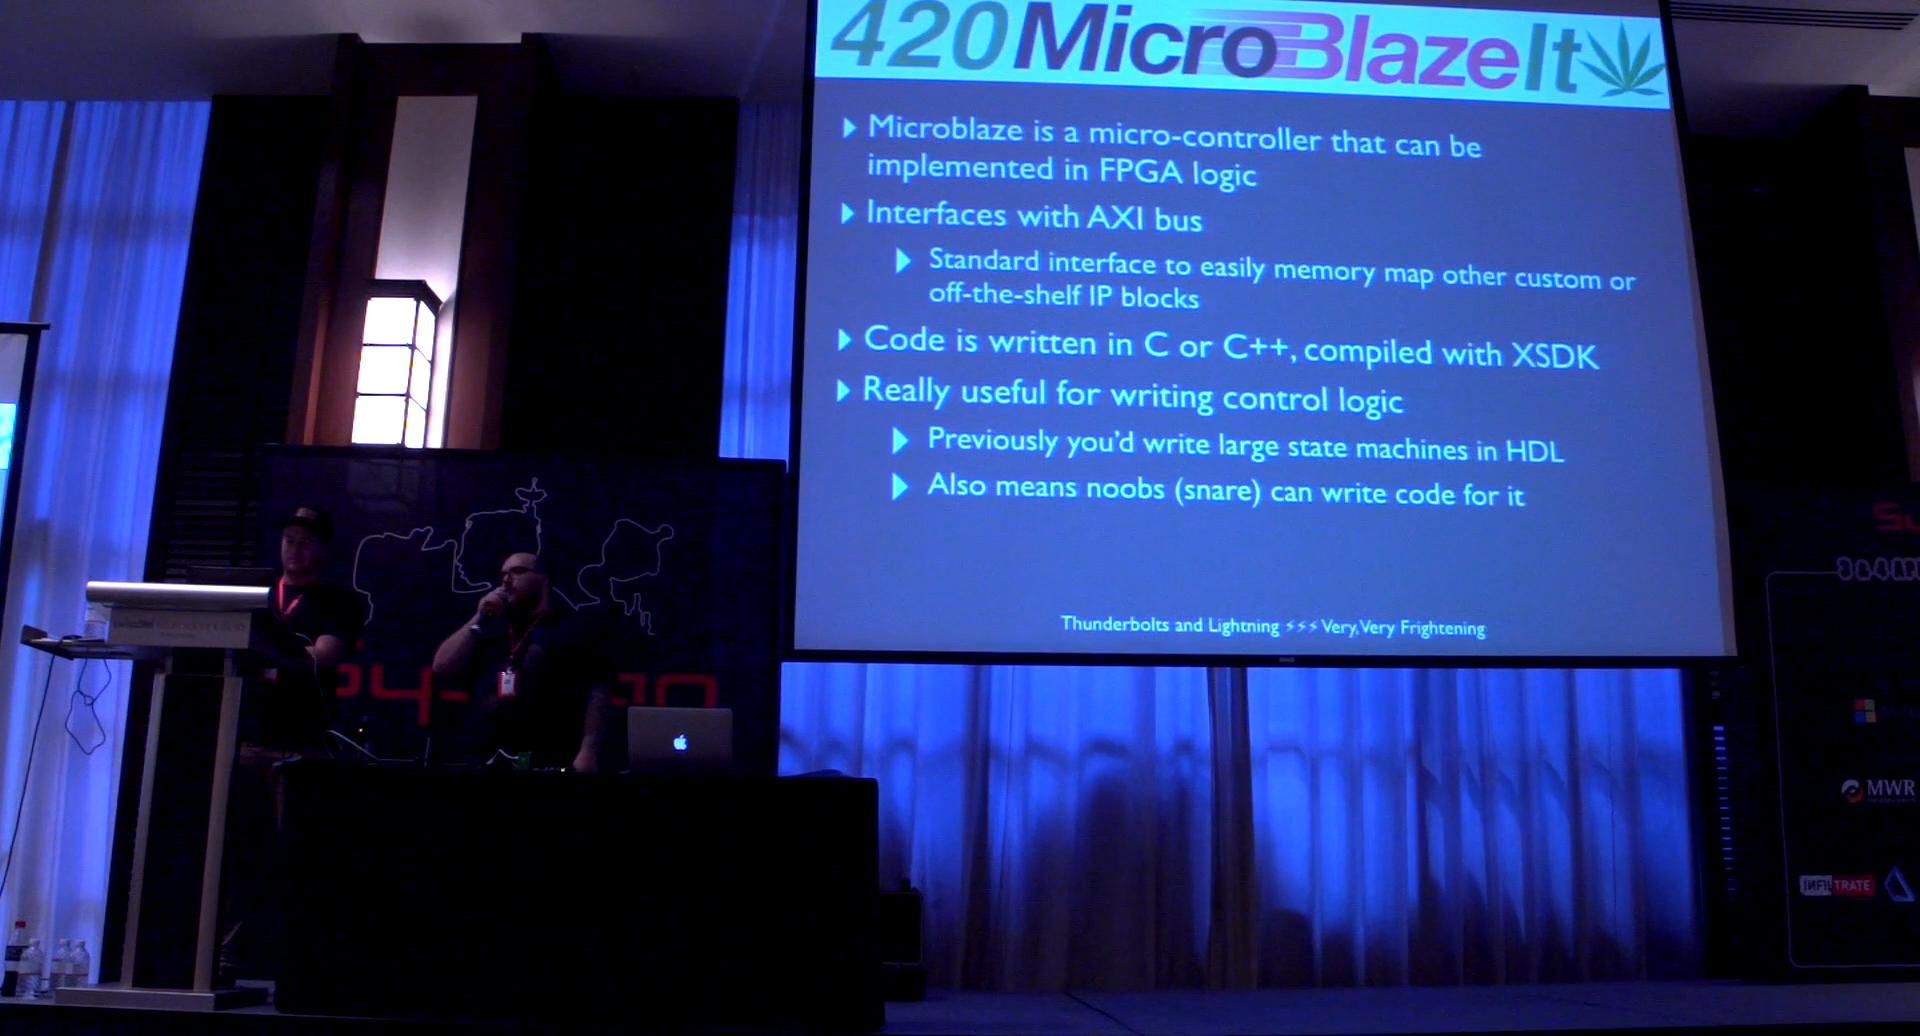 420MicroBlazeIt
Microblaze is a micro-controller that can be
implemented in FPGA logic
Interfaces with AXI bus
Standard interface to easily memory map other custom or
off-the-shelf IP blocks
Code is written in C or C++, compiled with XSDK
Really useful for writing control logic
Previously you'd write large state machines in HDL
Also means noobs (snare) can write code for it
Thunderbolts and Lightning ⚡⚡⚡ Very, Very Frightening
MWR
INFILTRATE